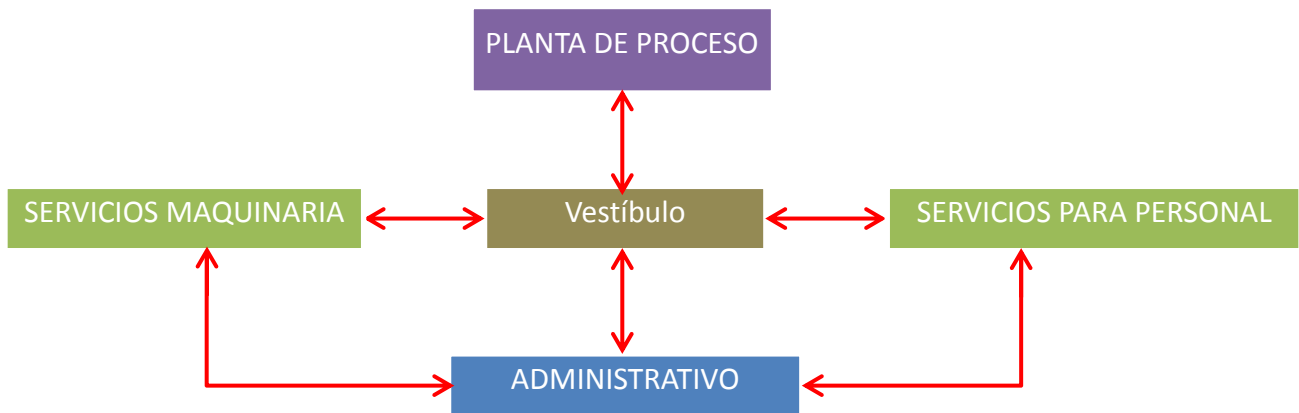 PLANTA DE PROCESO
SERVICIOS MAQUINARIA
Vestíbulo
SERVICIOS PARA PERSONAL
ADMINISTRATIVO